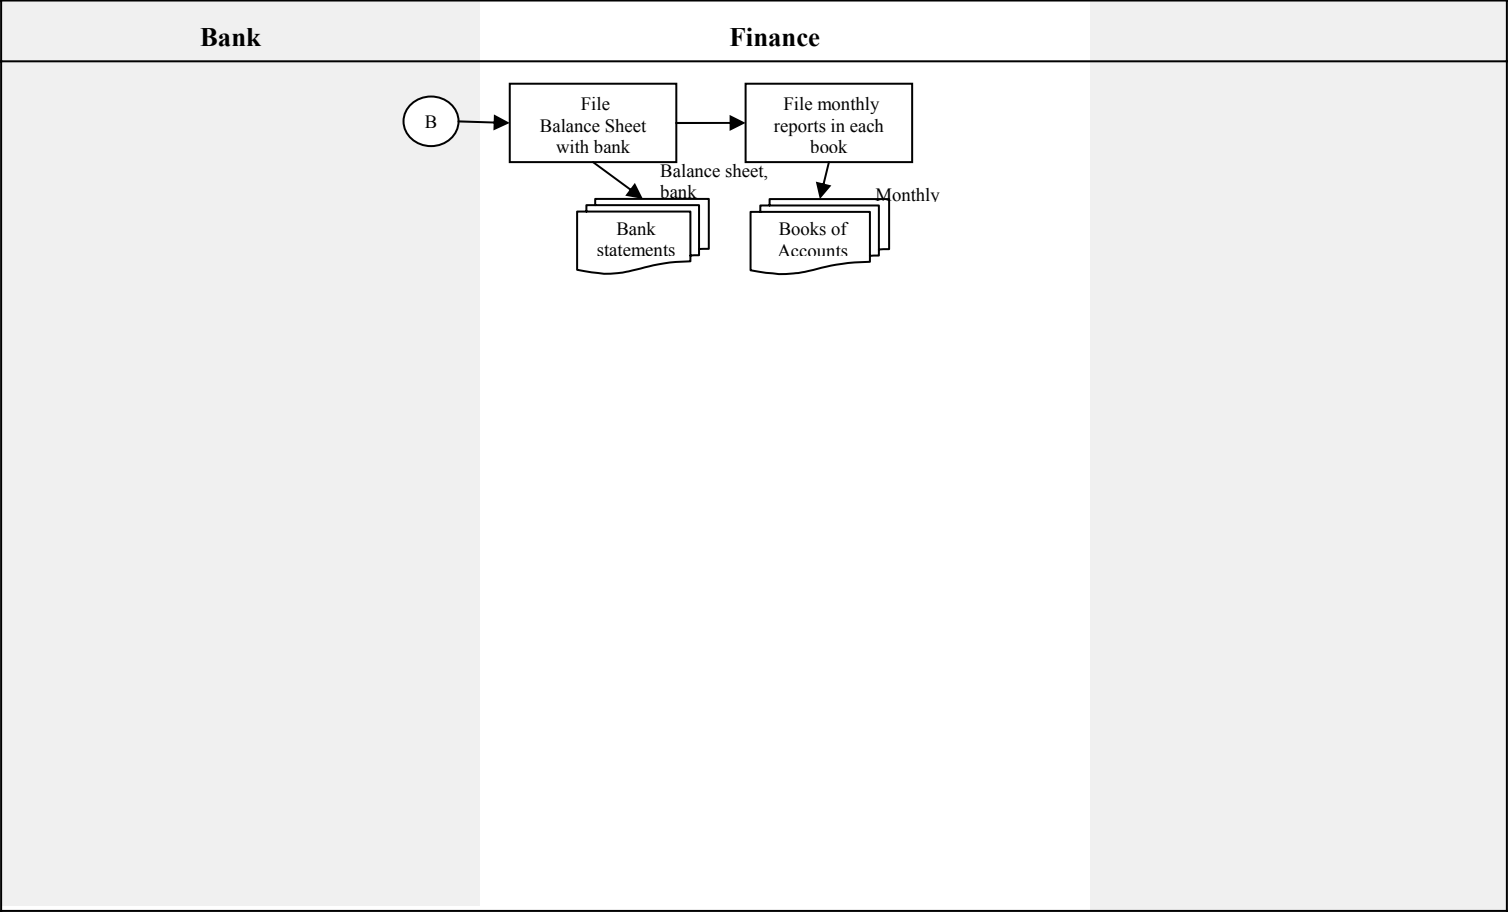 Bank
Finance
B
File
Balance Sheet
with bank
File monthly
reports in each
book
Balance sheet,
bank
Monthly
Bank
statements
Books of
Accounts